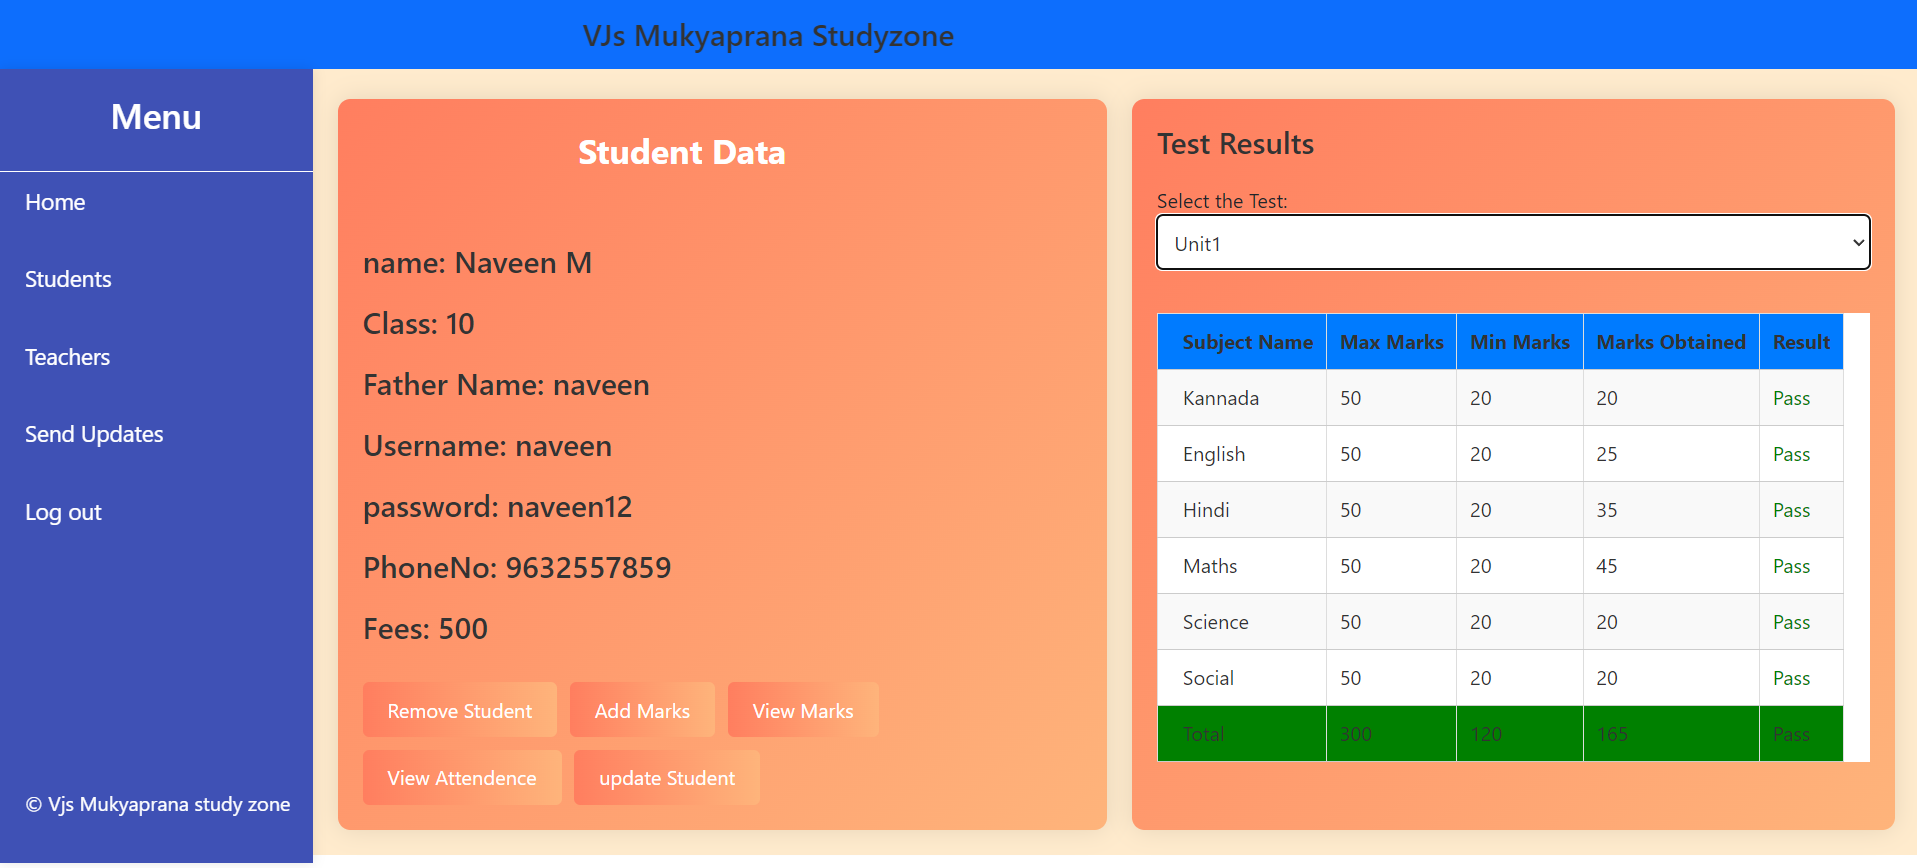 VJs Mukyaprana Studyzone
Menu
Home
Students
Teachers
Send Updates
Log out
© Vjs Mukyaprana study zone
Student Data
name: Naveen M
Class: 10
Father Name: naveen
Username: naveen
password: naveen12
PhoneNo: 9632557859
Fees: 500
Remove Student Add Marks View Marks
View Attendence update Student
Test Results
Select the Test:
Unit1
Subject Name Max Marks Min Marks Marks Obtained Result
Kannada 50 20 20 Pass
English 50 20 25 Pass
Hindi 50 20 35 Pass
Maths 50 20 45 Pass
Science 50 20 20 Pass
Social 50 20 20 Pass
Total 300 120 165 Pass